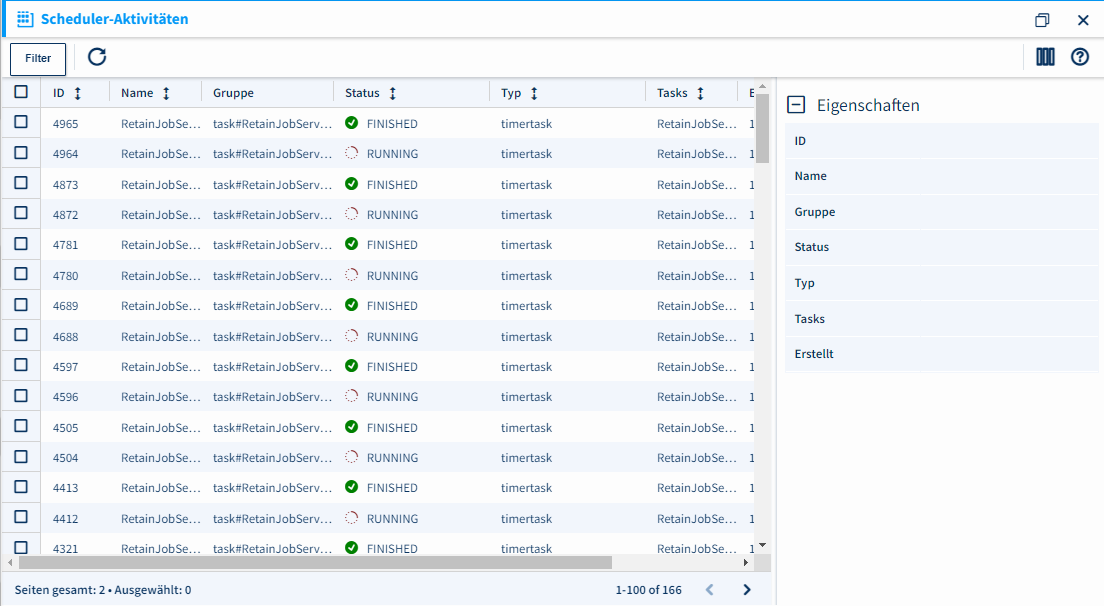 Scheduler-Aktivitäten
Filter
ID Name Gruppe Status Typ Tasks E
4965 RetainJobSe... task#RetainJobServ... FINISHED timertask RetainJobSe... 1
4964 RetainJobSe... task#RetainJobServ... RUNNING timertask RetainJobSe... 1
4873 RetainJobSe... task#RetainJobServ... FINISHED timertask RetainJobSe... 1
4872 RetainJobSe... task#RetainJobServ... RUNNING timertask RetainJobSe... 1
4781 RetainJobSe... task#RetainJobServ... FINISHED timertask RetainJobSe... 1
4780 RetainJobSe... task#RetainJobServ... RUNNING timertask RetainJobSe... 1
4689 RetainJobSe... task#RetainJobServ... FINISHED timertask RetainJobSe... 1
4688 RetainJobSe... task#RetainJobServ... RUNNING timertask RetainJobSe... 1
4597 RetainJobSe... task#RetainJobServ... FINISHED timertask RetainJobSe... 1
4596 RetainJobSe... task#RetainJobServ... RUNNING timertask RetainJobSe... 1
4505 RetainJobSe... task#RetainJobServ... FINISHED timertask RetainJobSe... 1
4504 RetainJobSe... task#RetainJobServ... RUNNING timertask RetainJobSe... 1
4413 RetainJobSe... task#RetainJobServ... FINISHED timertask RetainJobSe... 1
4412 RetainJobSe... task#RetainJobServ... RUNNING timertask RetainJobSe... 1
4321 RetainJobSe... task#RetainJobServ... FINISHED timertask RetainJobSe... 1
Seiten gesamt: 2 • Ausgewählt: 0 1-100 of 166
Eigenschaften
ID
Name
Gruppe
Status
Typ
Tasks
Erstellt